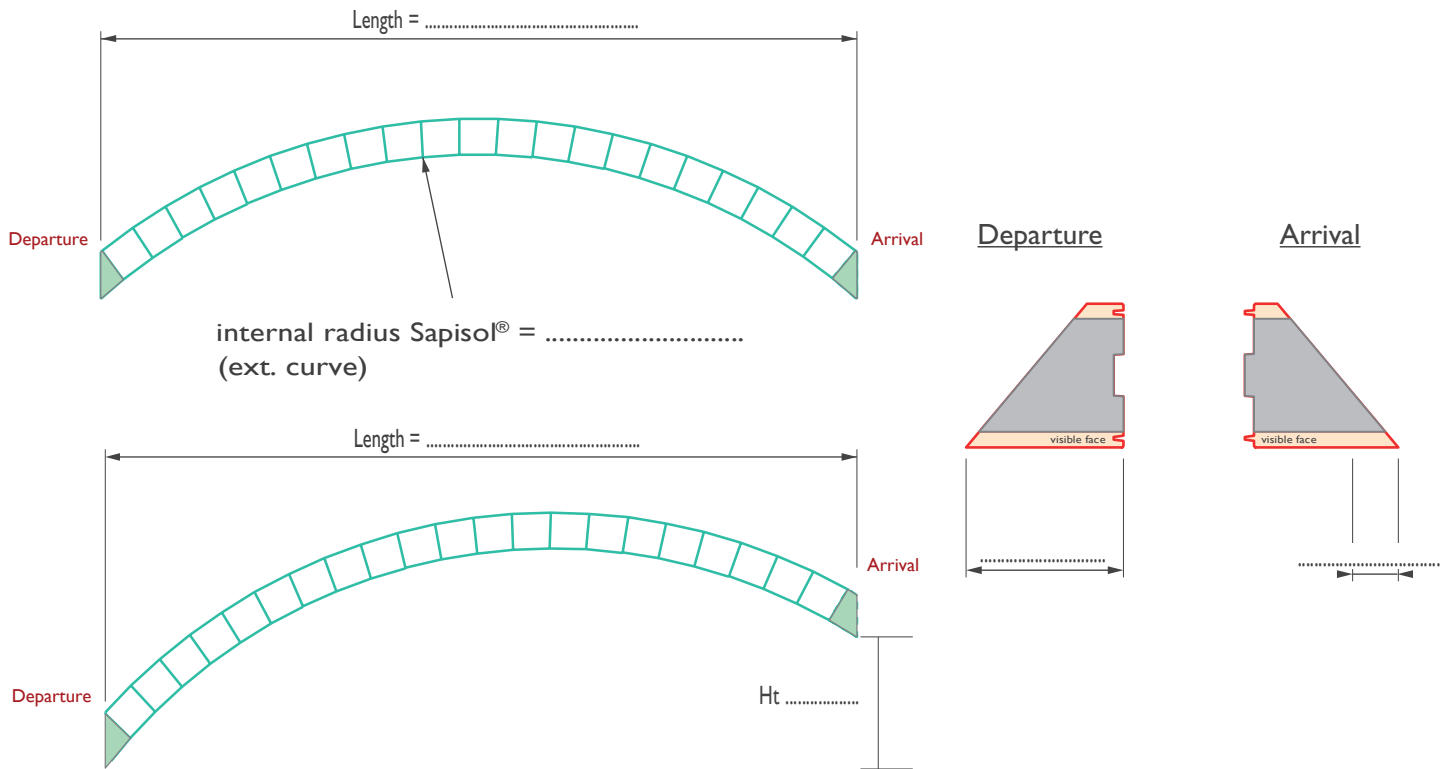 Length = ......................................................
Departure
Arrival
internal radius Sapisol® = ............................
(ext. curve)
Departure
Arrival
visible face
visible face
................................
....................................
Length = ......................................................
Arrival
Departure
Ht ..................